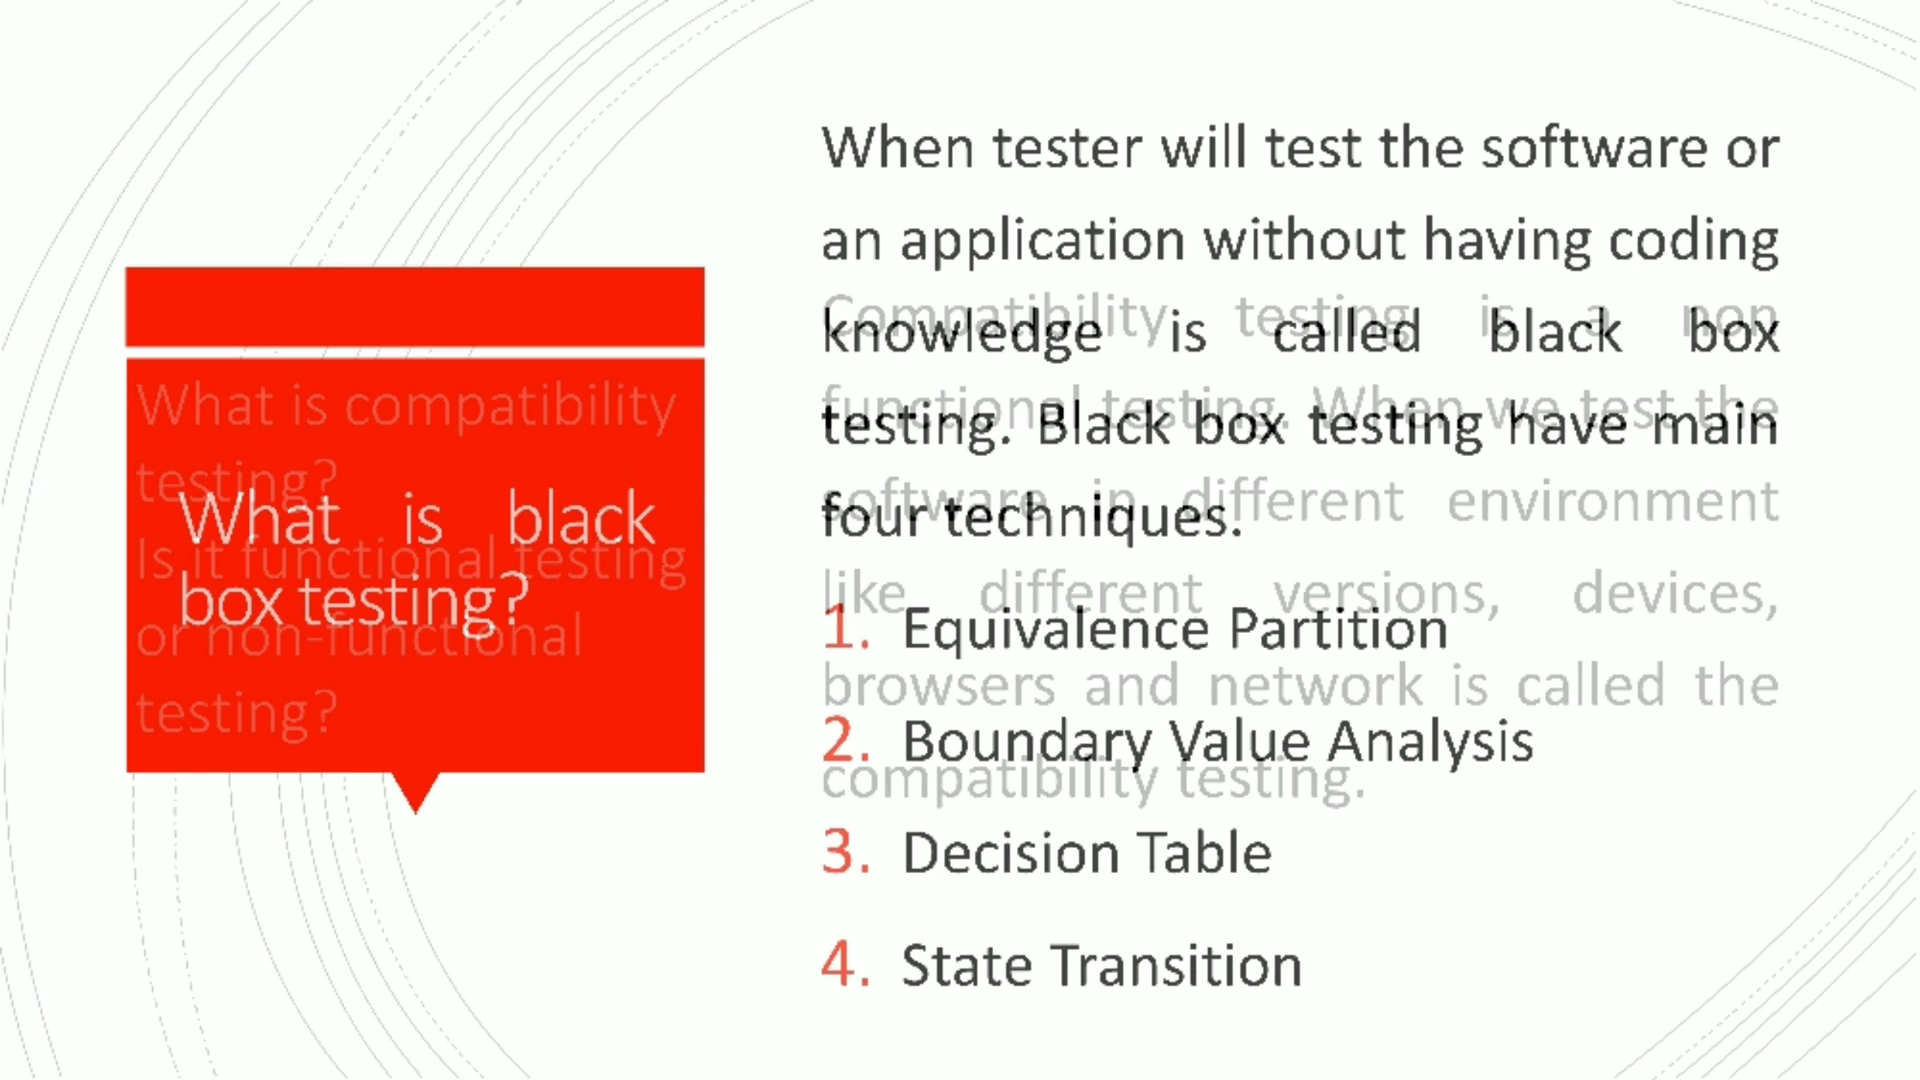 What is compatibility
testing?
Is it functional testing
or non-functional
testing?
What is black
box testing?
When tester will test the software or
an application without having coding
knowledge is called black box
testing. Black box testing have main
four techniques.
1. Equivalence Partition
2. Boundary Value Analysis
3. Decision Table
4. State Transition
Compatibility testing is a non
functional testing. When we test the
software in different environment
like different versions, devices,
browsers and network is called the
compatibility testing.